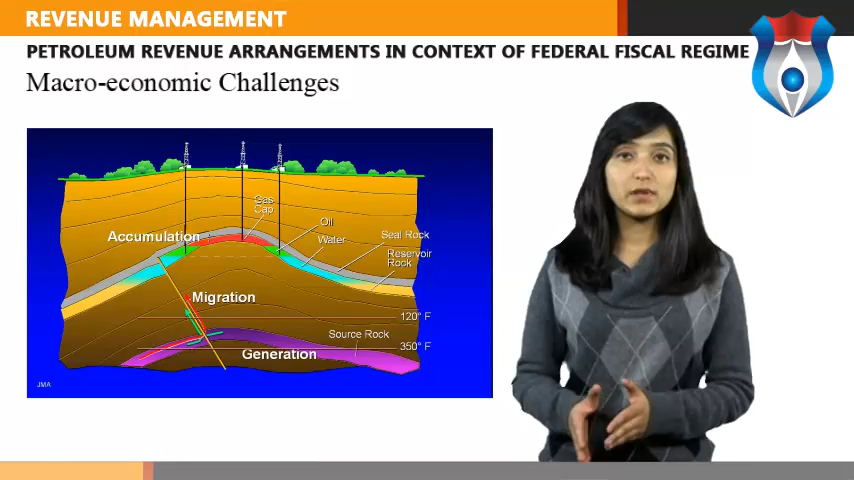 REVENUE MANAGEMENT
PETROLEUM REVENUE ARRANGEMENTS IN CONTEXT OF FEDERAL FISCAL REGIME
Macro-economic Challenges
Gas
Cap
Oil
Accumulation
Water
Seal Rock
Reservoir
Rock
Migration
120° F
Source Rock
350° F
Generation
JMA